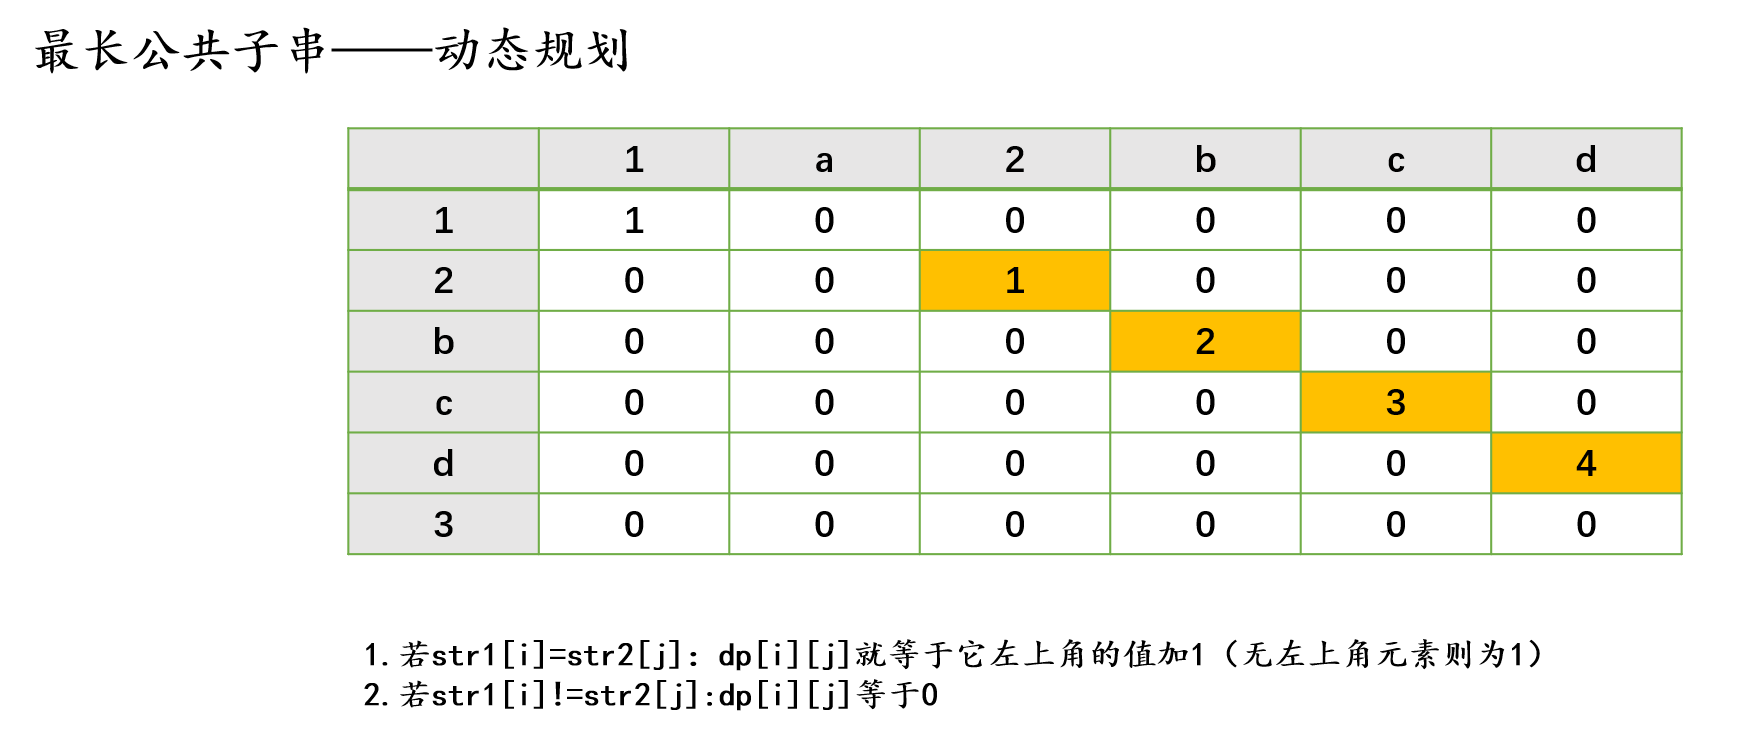 最长公共子串——动态规划
1 a 2 b c d
1 1 0 0 0 0 0
2 0 0 1 0 0 0
b 0 0 0 2 0 0
c 0 0 0 0 3 0
d 0 0 0 0 0 4
3 0 0 0 0 0 0
1.若str1[i]=str2[j]: dp[i][j]就等于它左上角的值加1（无左上角元素则为1）
2.若str1[i]!=str2[j]:dp[i][j]等于0